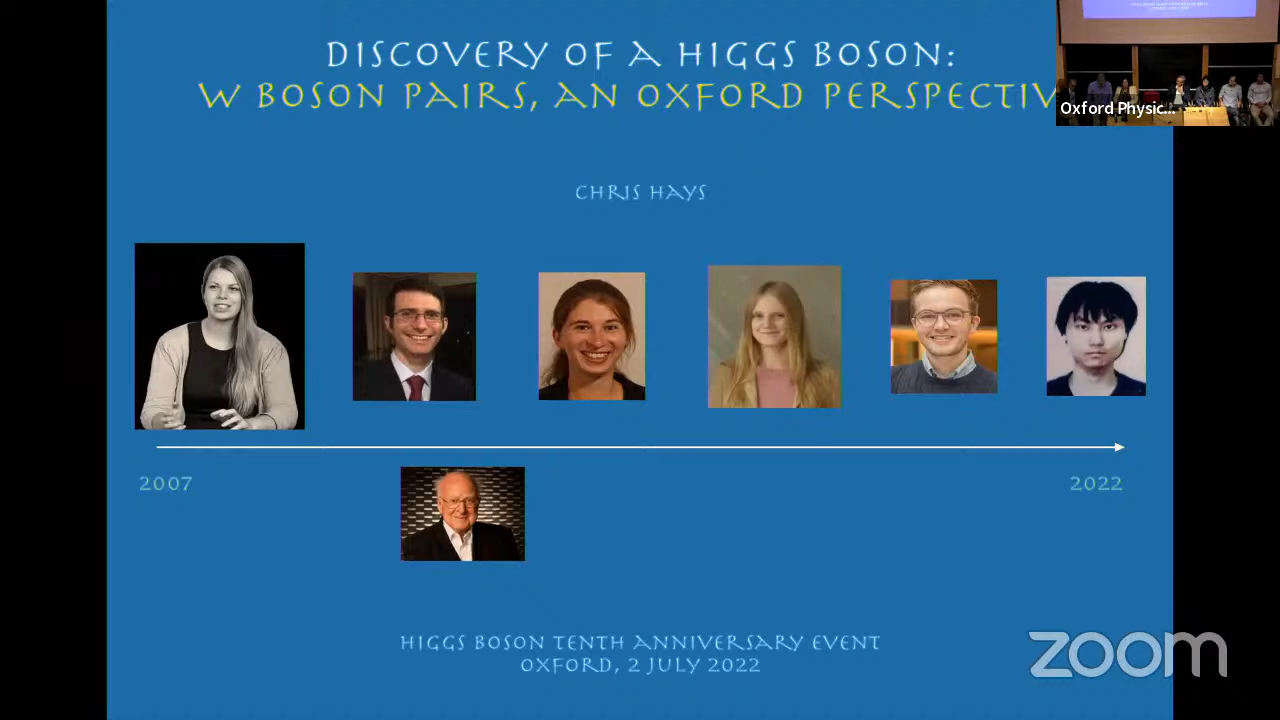 DISCOVERY OF A HIGGS BOSON:
W BOSON PAIRS, AN OXFORD PERSPECTIV
Oxford Physic...
CHRIS HAYS
2007
2022
HIGGS BOSON TENTH ANNIVERSARY EVENT
OXFORD, 2 JULY 2022
zoom